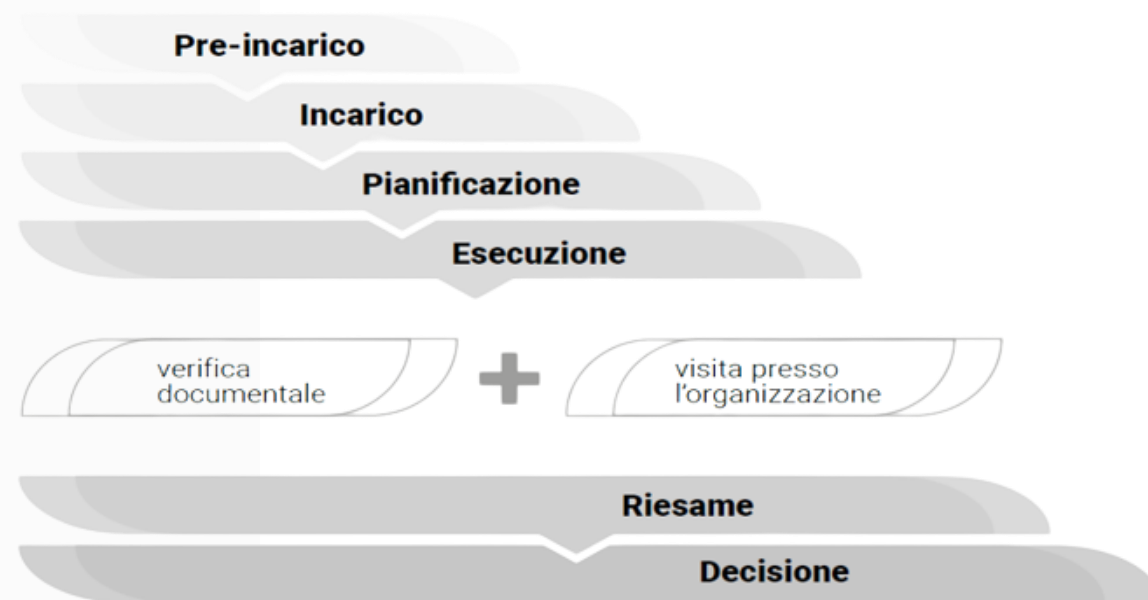 Pre-incarico
Incarico
Pianificazione
Esecuzione
verifica
documentale
visita presso
l'organizzazione
Riesame
Decisione